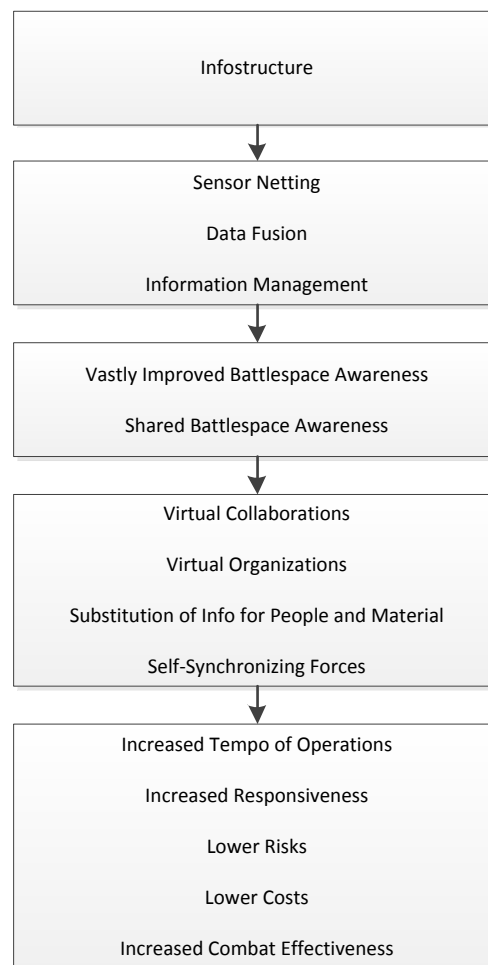 Infostructure
Sensor Netting
Data Fusion
Information Management
Vastly Improved Battlespace Awareness
Shared Battlespace Awareness
Virtual Collaborations
Virtual Organizations
Substitution of Info for People and Material
Self-Synchronizing Forces
Increased Tempo of Operations
Increased Responsiveness
Lower Risks
Lower Costs
Increased Combat Effectiveness